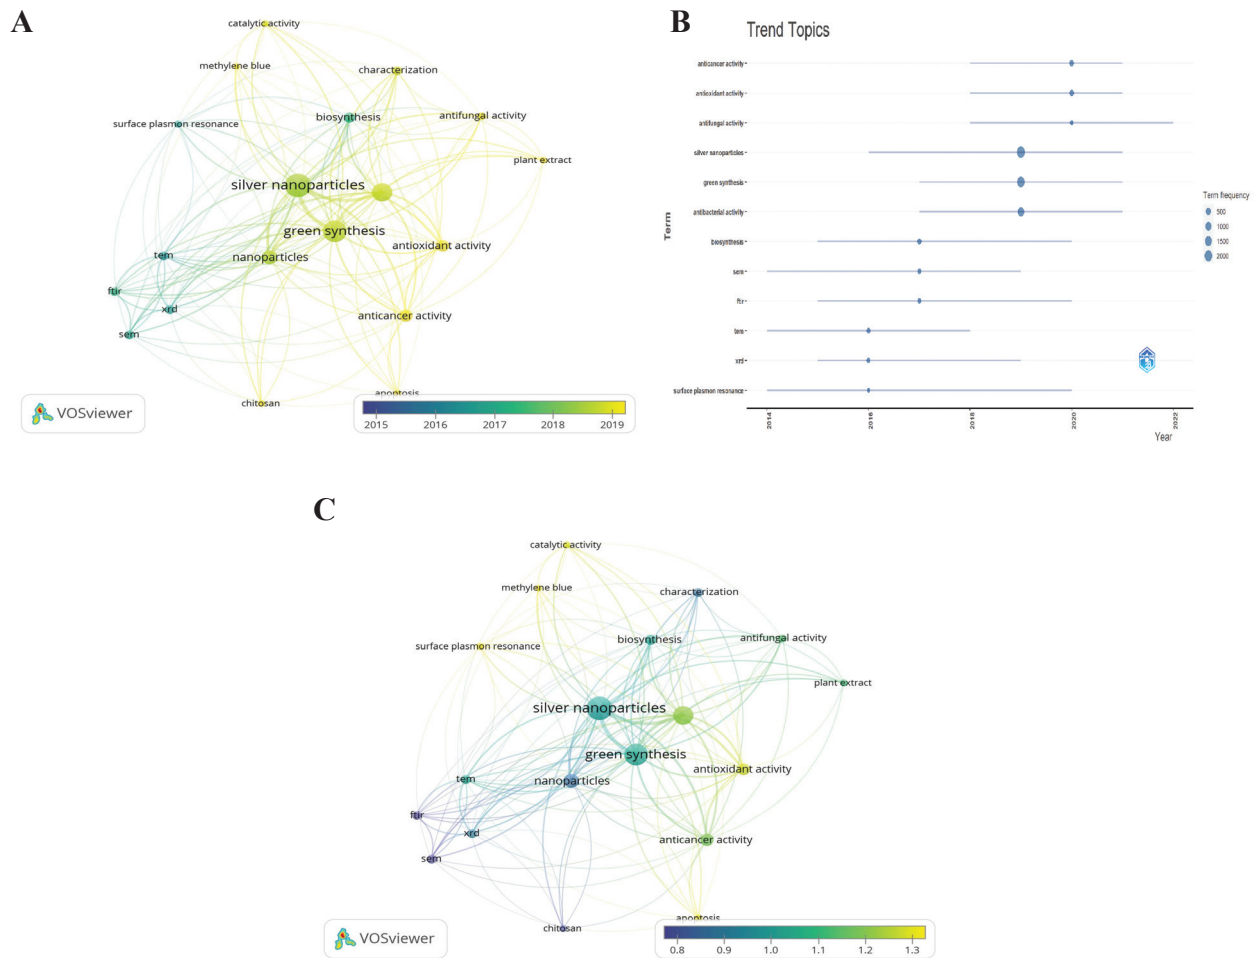 A
catalytic activity
methylene blue
characterization
surface plasmon resonance
biosynthesis
antifungal activity
plant extract
silver nanoparticles
green synthesis
antioxidant activity
tem
nanoparticles
ftir
xrd
anticancer activity
sem
chitosan
apoptosis
VOSviewer
2015 2016 2017 2018 2019
B
Trend Topics
Term
anticancer activity
antioxidant activity
antifungal activity
silver nanoparticles
green synthesis
antibacterial activity
biosynthesis
sem
ftir
tem
xrd
surface plasmon resonance
2014 2016 2018 2020 2022
Year
Term frequency
500
1000
1500
2000
C
catalytic activity
methylene blue
characterization
surface plasmon resonance
biosynthesis
antifungal activity
plant extract
silver nanoparticles
green synthesis
antioxidant activity
tem
nanoparticles
ftir
xrd
anticancer activity
sem
chitosan
apoptosis
VOSviewer
0.8 0.9 1.0 1.1 1.2 1.3